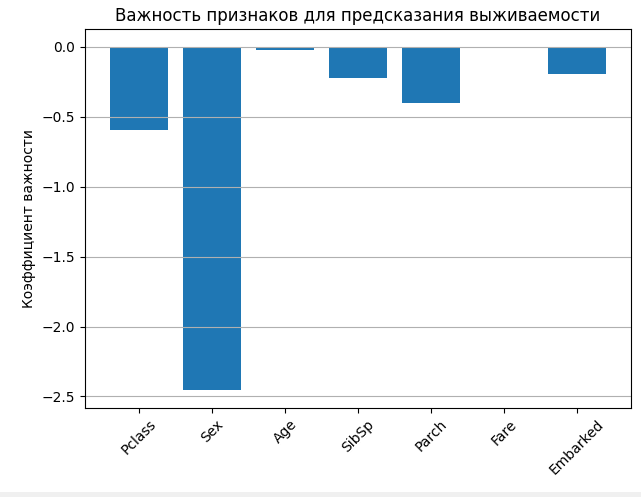 Важность признаков для предсказания выживаемости
Коэффициент важности
0.0
−0.5
−1.0
−1.5
−2.0
−2.5
Pclass
Sex
Age
SibSp
Parch
Fare
Embarked